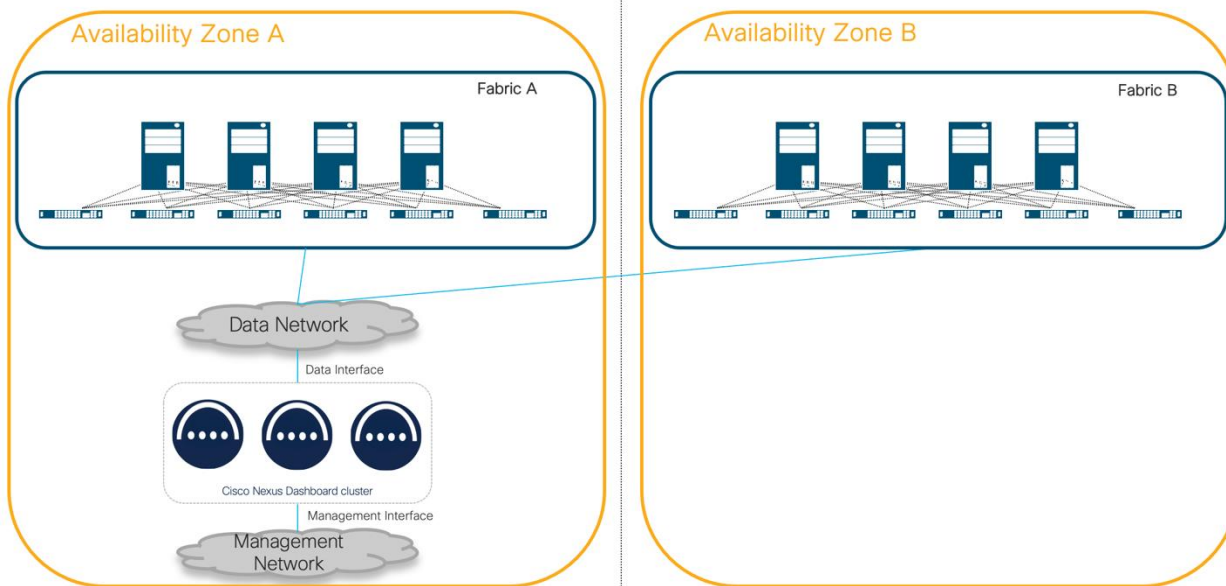 Availability Zone A
Availability Zone B
Fabric A
Fabric B
Data Network
Data Interface
Cisco Nexus Dashboard cluster
Management Interface
Management
Network